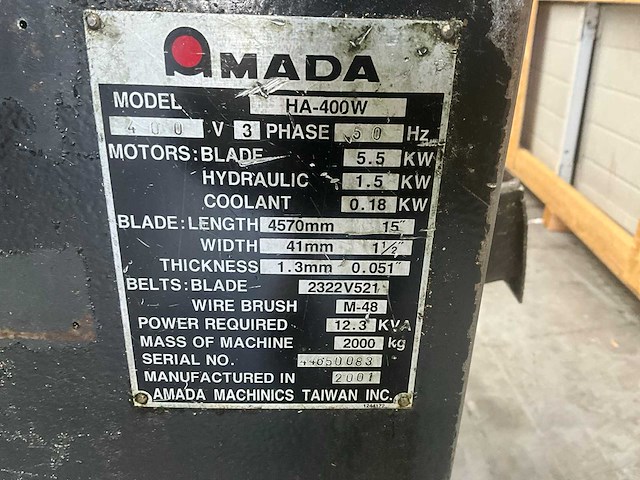 AMADA
MODEL HA-400W
400 V 3 PHASE 50 Hz
MOTORS: BLADE 5.5 KW
HYDRAULIC 1.5 KW
COOLANT 0.18 KW
BLADE: LENGTH 4570mm 15"
WIDTH 41mm 1½"
THICKNESS 1.3mm 0.051"
BELTS: BLADE 2322V521
WIRE BRUSH M-48
POWER REQUIRED 12.3 KVA
MASS OF MACHINE 2000 kg
SERIAL NO. 44650083
MANUFACTURED IN 2001
AMADA MACHINICS TAIWAN INC.